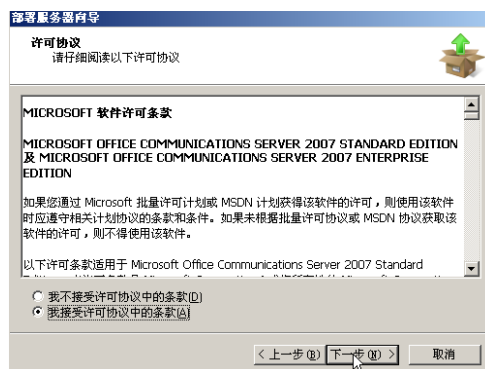 部署服务器向导
许可协议
请仔细阅读以下许可协议
MICROSOFT 软件许可条款
MICROSOFT OFFICE COMMUNICATIONS SERVER 2007 STANDARD EDITION
及 MICROSOFT OFFICE COMMUNICATIONS SERVER 2007 ENTERPRISE
EDITION
如果您通过 Microsoft 批量许可计划或 MSDN 计划获得该软件的许可，则使用该软件
时应遵守相关计划协议的条款和条件。如果未根据批量许可协议或 MSDN 协议获取该
软件的许可，则不得使用该软件。
以下许可条款适用于 Microsoft Office Communications Server 2007 Standard
我不接受许可协议中的条款(D)
我接受许可协议中的条款(A)
< 上一步(B) 下一步(N) > 取消